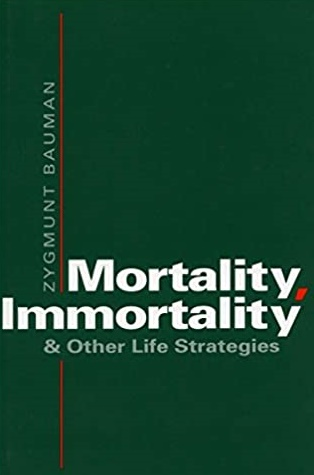 ZYGMUNT BAUMAN
Mortality,
Immortality
& Other Life Strategies